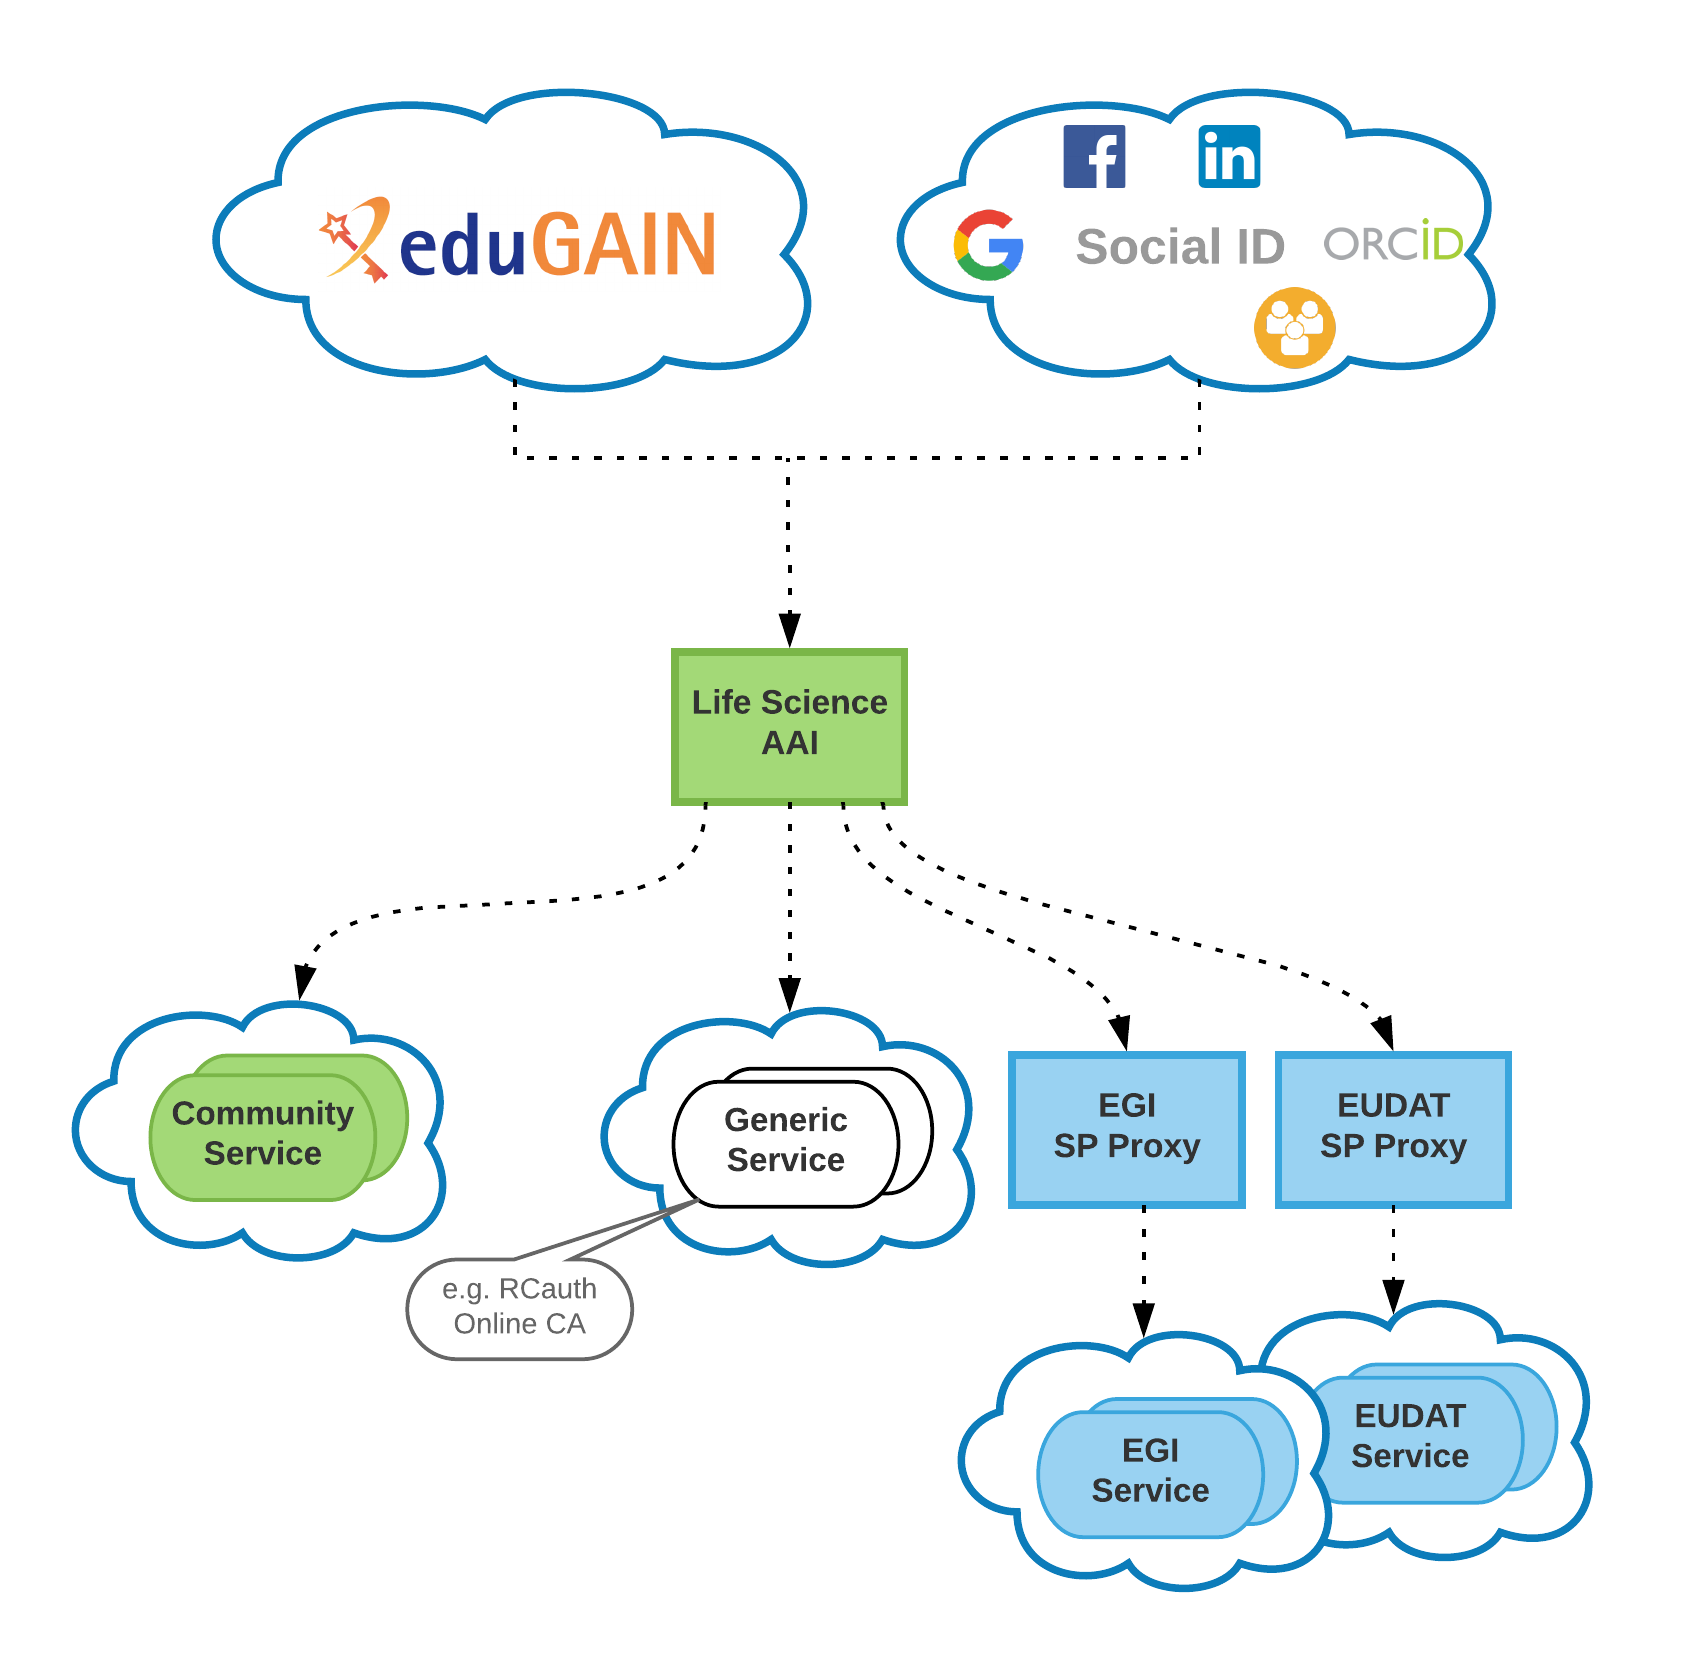 eduGAIN
in
Social ID
ORCiD
Life Science
AAI
Community
Service
Generic
Service
e.g. RCauth
Online CA
EGI
SP Proxy
EUDAT
SP Proxy
EGI
Service
EUDAT
Service